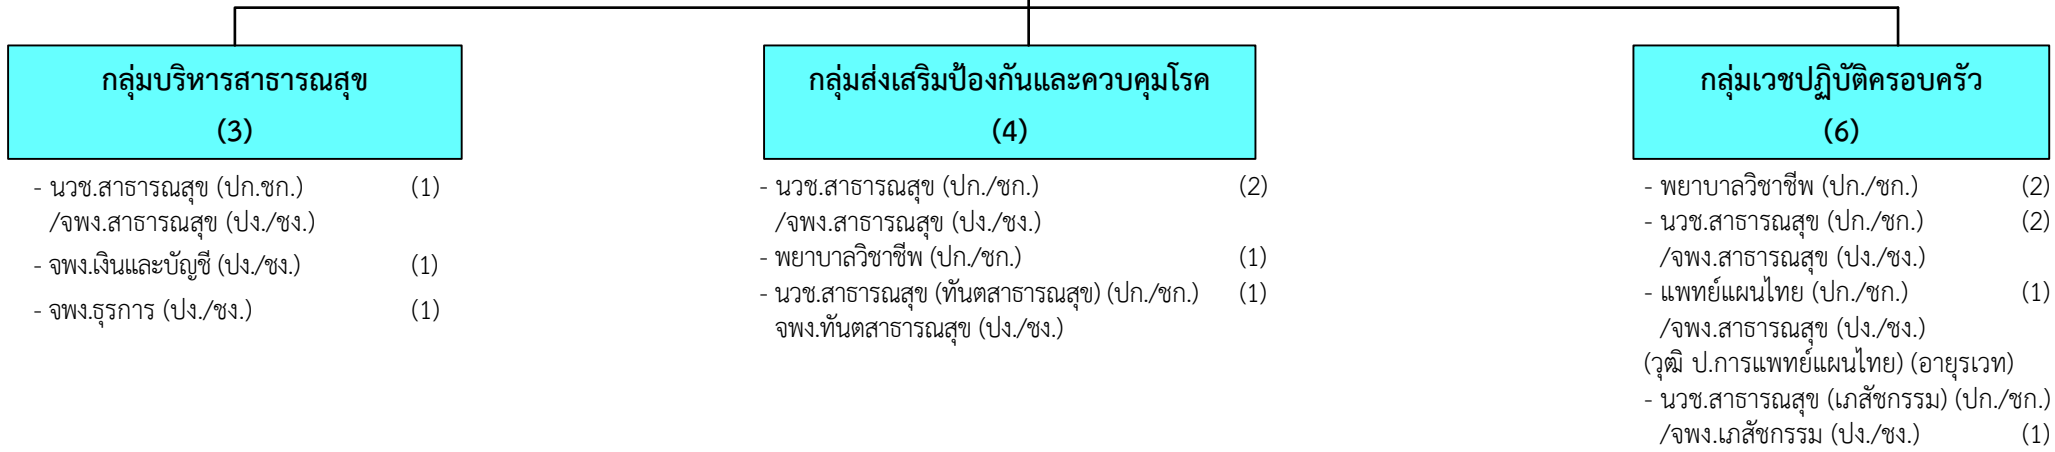 กลุ่มบริหารสาธารณสุข
(3)
- นวช.สาธารณสุข (ปก.ชก.) (1)
/จพง.สาธารณสุข (ปง./ชง.)
- จพง.เงินและบัญชี (ปง./ชง.) (1)
- จพง.ธุรการ (ปง./ชง.) (1)
กลุ่มส่งเสริมป้องกันและควบคุมโรค
(4)
- นวช.สาธารณสุข (ปก./ชก.) (2)
/จพง.สาธารณสุข (ปง./ชง.)
- พยาบาลวิชาชีพ (ปก./ชก.) (1)
- นวช.สาธารณสุข (ทันตสาธารณสุข) (ปก./ชก.) (1)
จพง.ทันตสาธารณสุข (ปง./ชง.)
กลุ่มเวชปฏิบัติครอบครัว
(6)
- พยาบาลวิชาชีพ (ปก./ชก.) (2)
- นวช.สาธารณสุข (ปก./ชก.) (2)
/จพง.สาธารณสุข (ปง./ชง.)
- แพทย์แผนไทย (ปก./ชก.) (1)
/จพง.สาธารณสุข (ปง./ชง.)
(วุฒิ ป.การแพทย์แผนไทย) (อายุรเวท)
- นวช.สาธารณสุข (เภสัชกรรม) (ปก./ชก.)
/จพง.เภสัชกรรม (ปง./ชง.) (1)